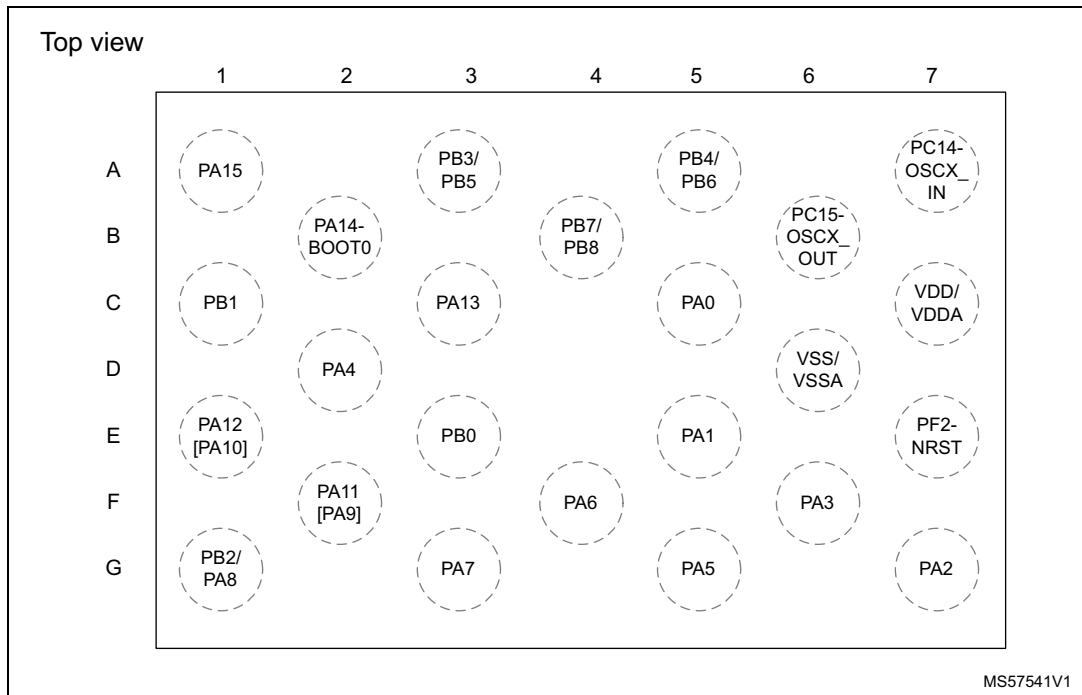 Top view
1 2 3 4 5 6 7
A PA15 PB3/ PB4/ PC14-
PB5 PB6 OSCX_
IN
B PA14- PB7/ PC15-
BOOT0 PB8 OSCX_
OUT
C PB1 PA13 PA0 VDD/
VDDA
D PA4 VSS/
VSSA
E PA12 PB0 PA1 PF2-
[PA10] NRST
F PA11 PA6 PA3
[PA9]
G PB2/ PA7 PA5 PA2
PA8
MS57541V1